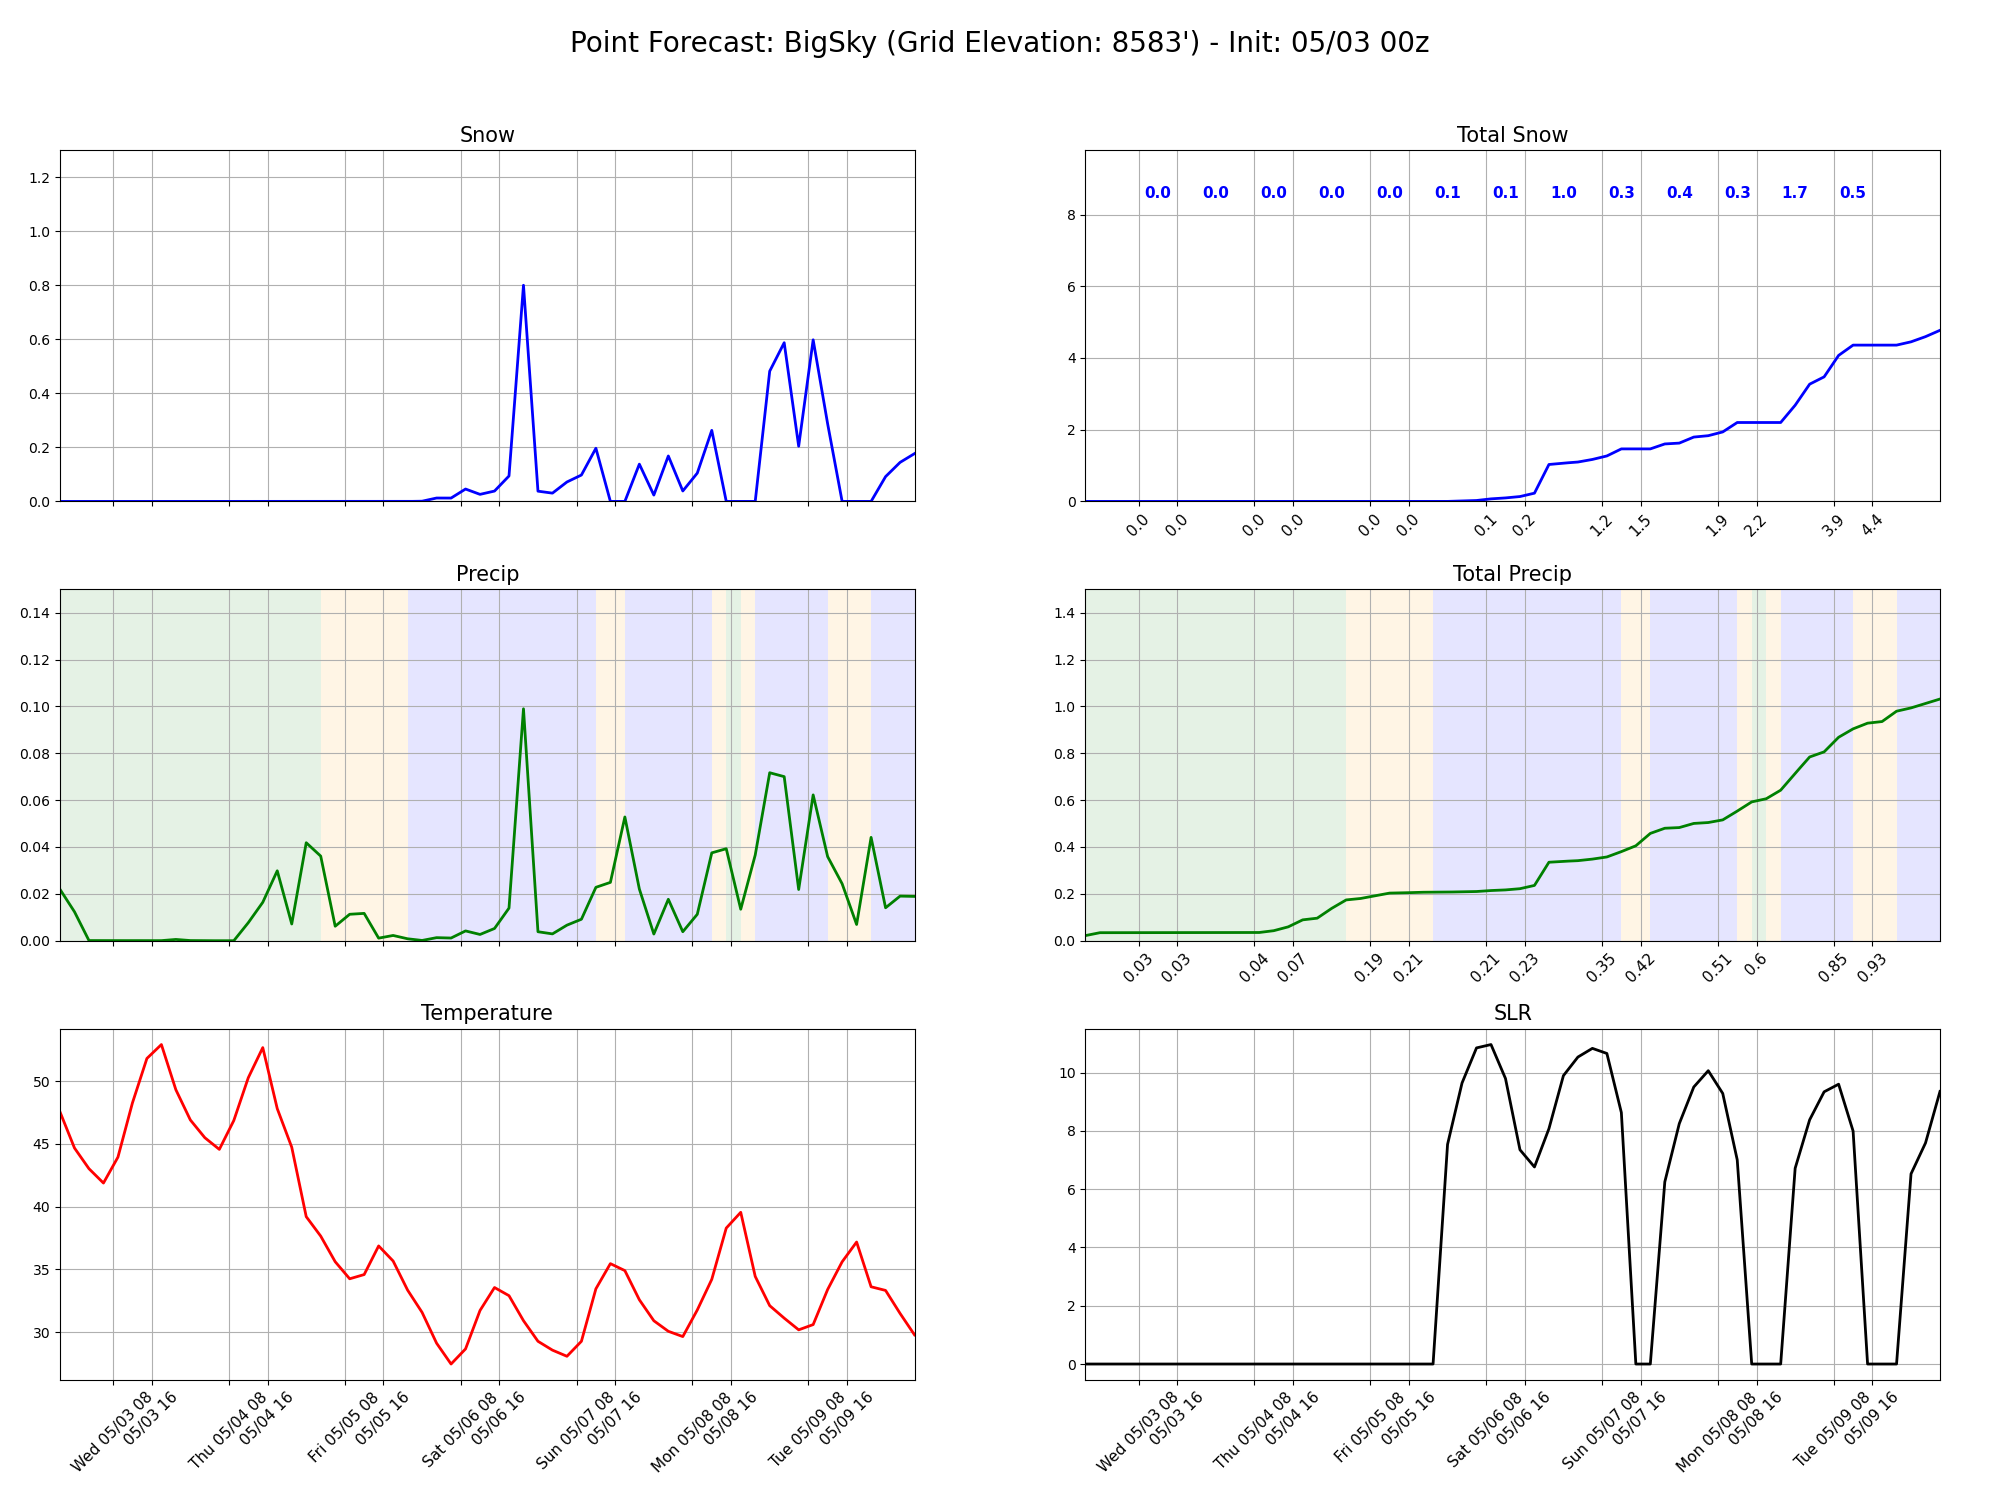 Point Forecast: BigSky (Grid Elevation: 8583') - Init: 05/03 00z
Snow
1.2
1.0
0.8
0.6
0.4
0.2
0.0
Total Snow
0.0 0.0 0.0 0.0 0.0 0.1 0.1 1.0 0.3 0.4 0.3 1.7 0.5
8
6
4
2
0
0.0 0.0 0.0 0.0 0.0 0.0 0.1 0.2 1.2 1.5 1.9 2.2 3.9 4.4
Precip
0.14
0.12
0.10
0.08
0.06
0.04
0.02
0.00
Total Precip
1.4
1.2
1.0
0.8
0.6
0.4
0.2
0.0
0.03 0.03 0.04 0.07 0.19 0.21 0.21 0.23 0.35 0.42 0.51 0.6 0.85 0.93
Temperature
50
45
40
35
30
Wed 05/03 08
05/03 16
Thu 05/04 08
05/04 16
Fri 05/05 08
05/05 16
Sat 05/06 08
05/06 16
Sun 05/07 08
05/07 16
Mon 05/08 08
05/08 16
Tue 05/09 08
05/09 16
SLR
10
8
6
4
2
0
Wed 05/03 08
05/03 16
Thu 05/04 08
05/04 16
Fri 05/05 08
05/05 16
Sat 05/06 08
05/06 16
Sun 05/07 08
05/07 16
Mon 05/08 08
05/08 16
Tue 05/09 08
05/09 16